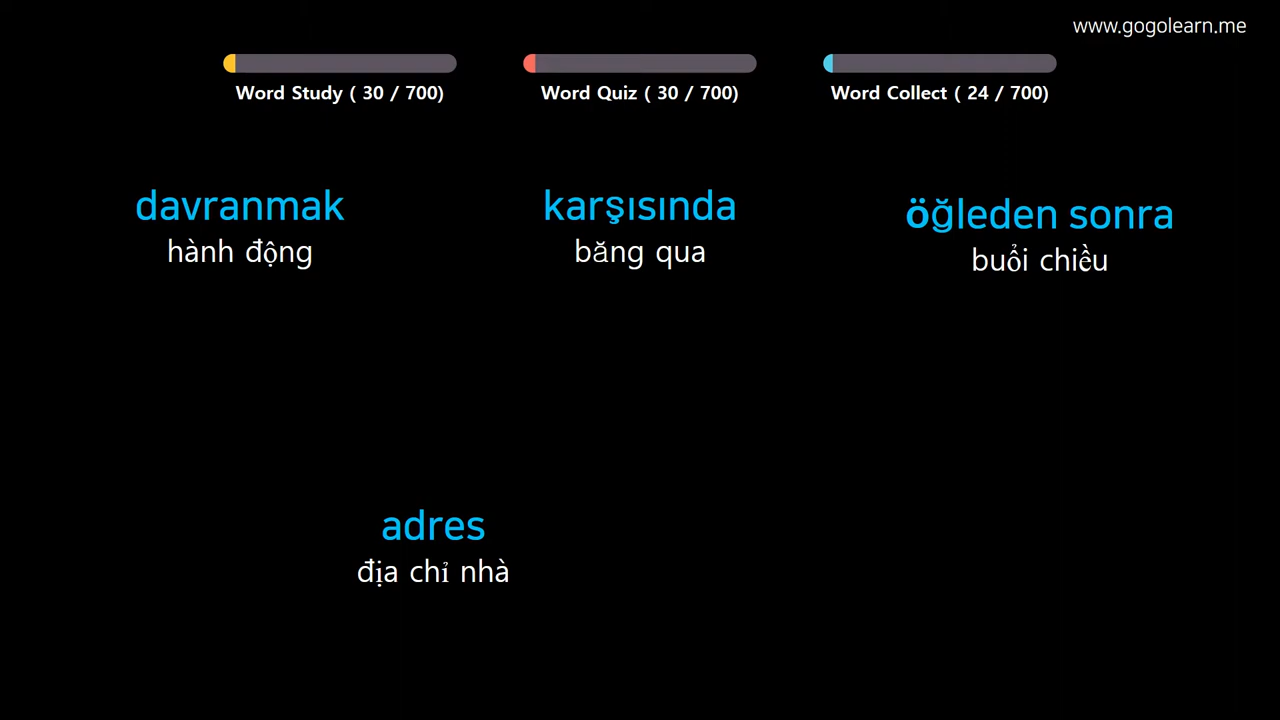 www.gogolearn.me
Word Study ( 30 / 700)
Word Quiz ( 30 / 700)
Word Collect ( 24 / 700)
davranmak
hành động
karşısında
băng qua
öğleden sonra
buổi chiều
adres
địa chỉ nhà